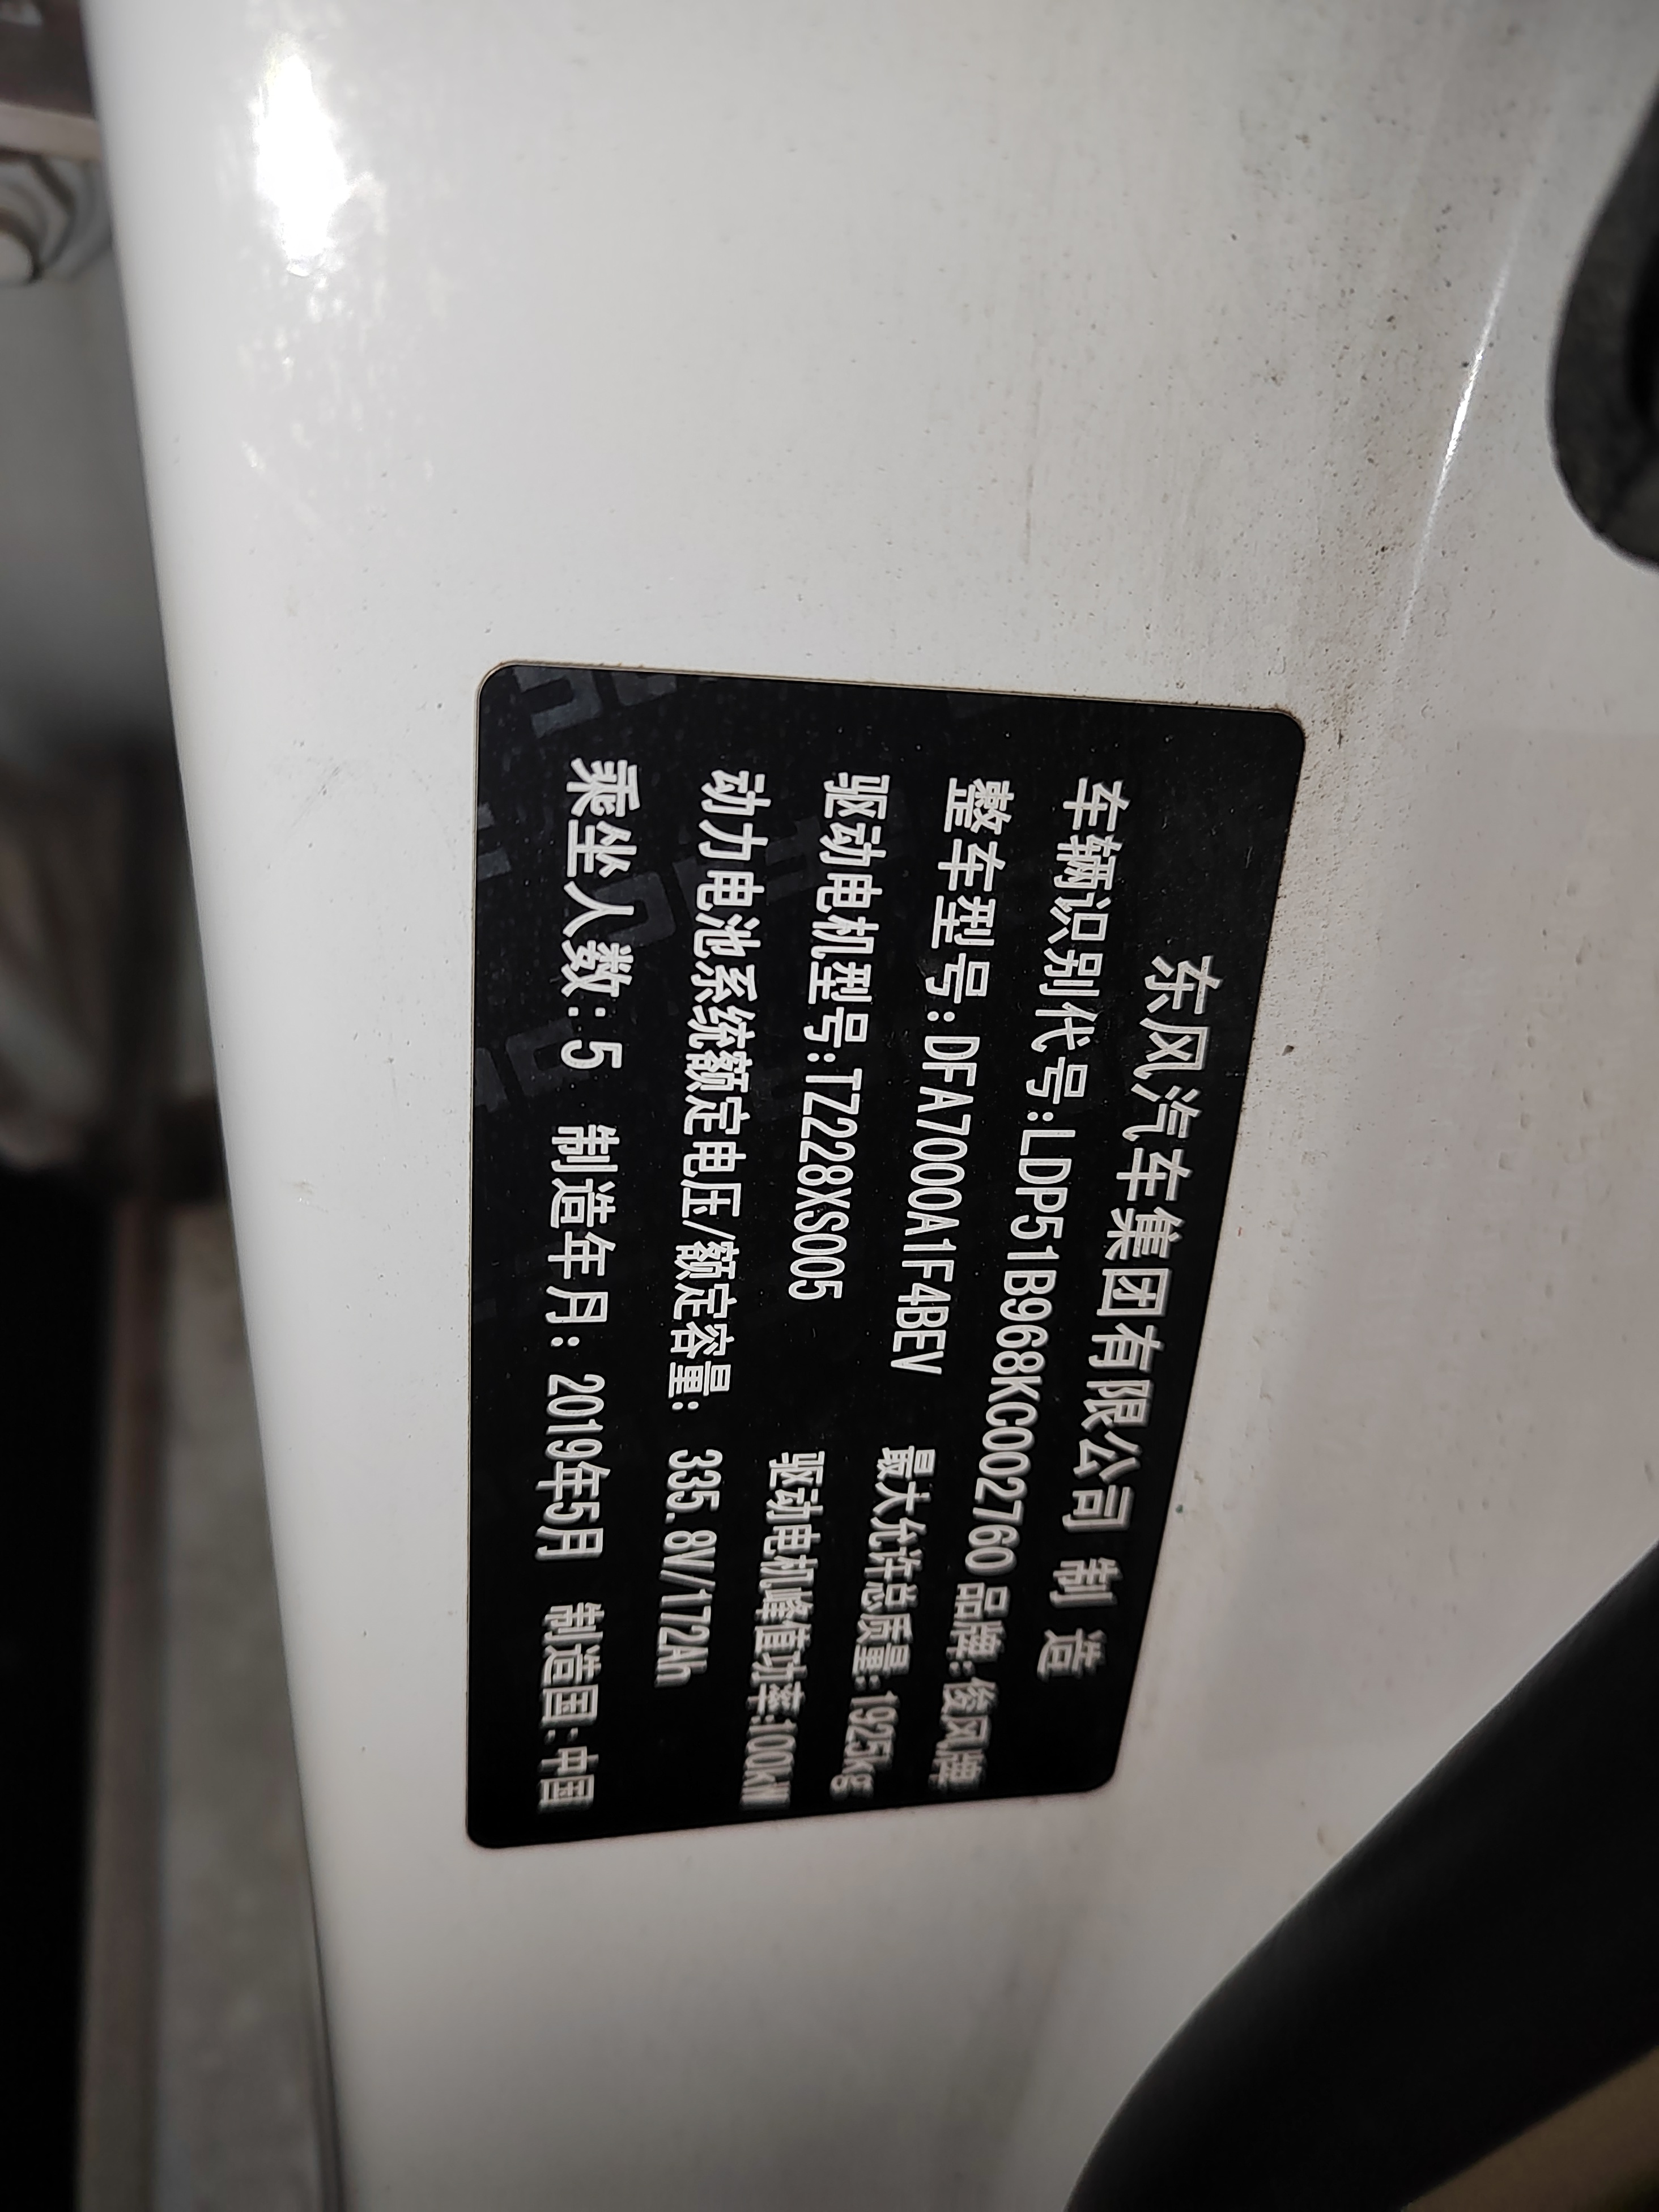 东风汽车集团有限公司 制 造
车辆识别代号:LDP51B968KC002760 品牌:俊风牌
整车型号:DFA7000A1F4BEV 最大允许总质量:1925kg
驱动电机型号:TZ228XS005 驱动电机峰值功率:100kW
动力电池系统额定电压/额定容量: 335.8V/172Ah
乘坐人数:5 制造年月: 2019年5月 制造国:中国